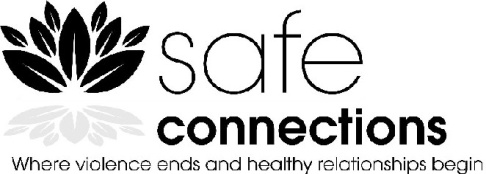 safe
connections
Where violence ends and healthy relationships begin